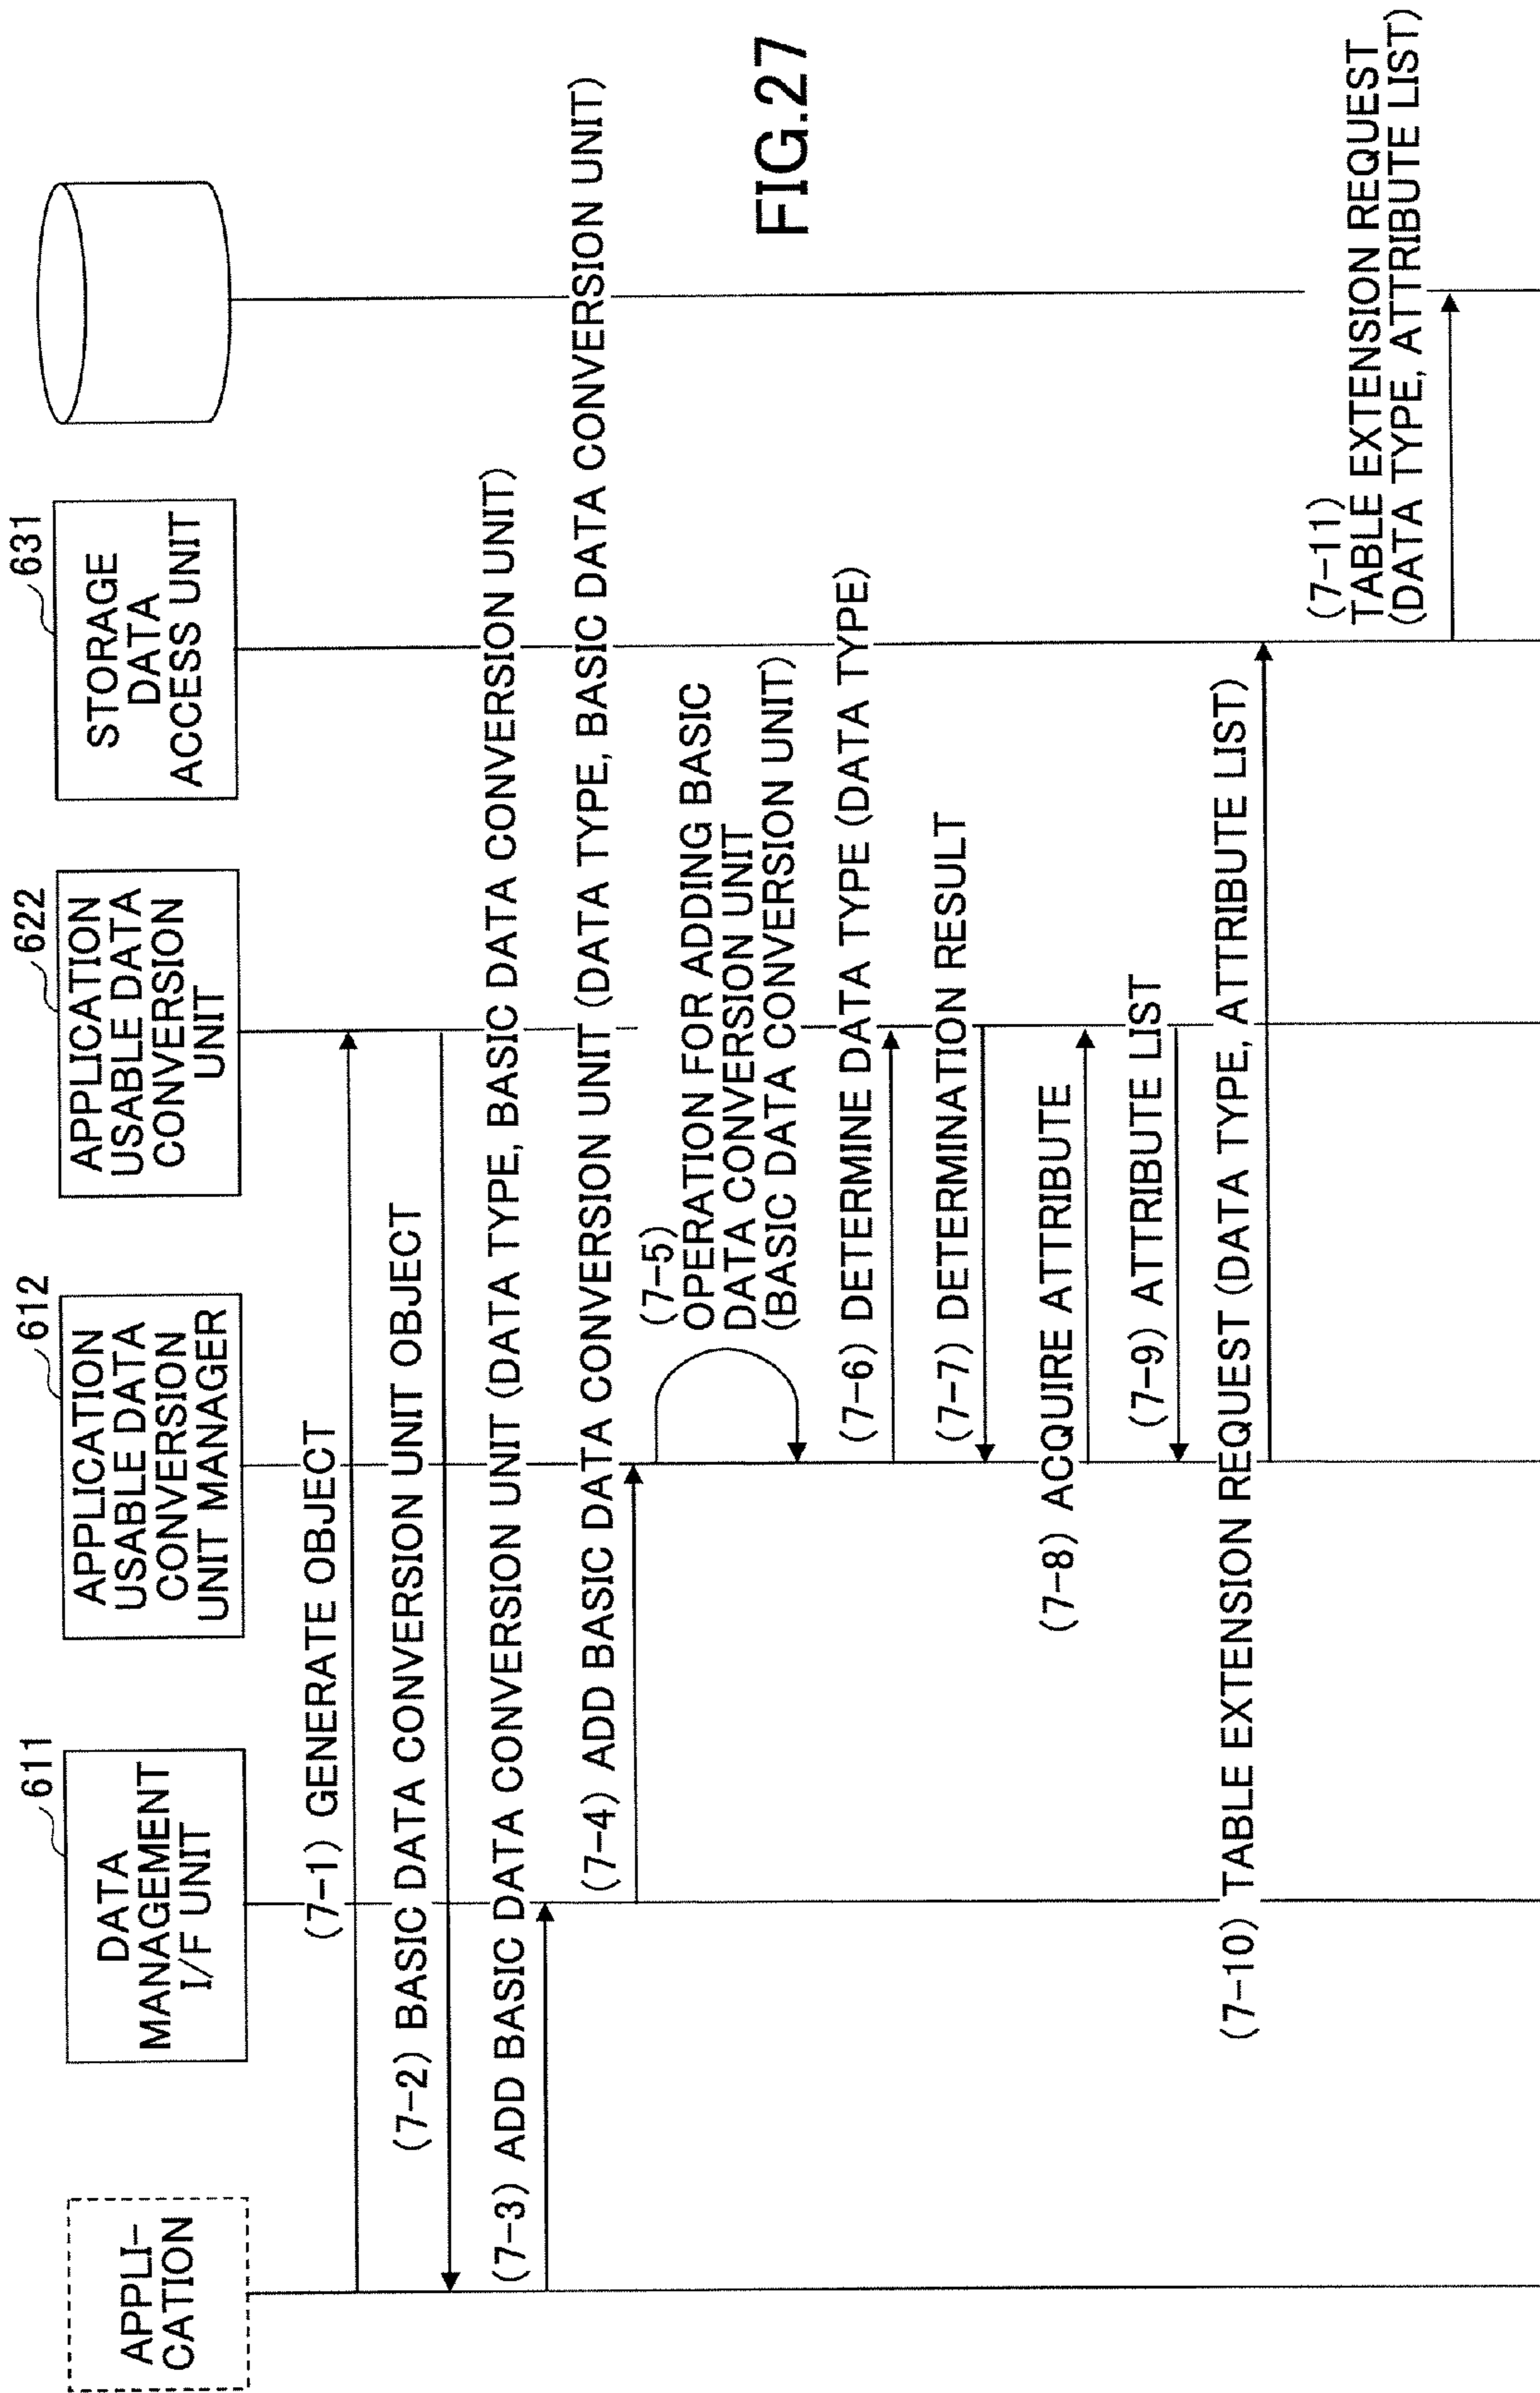 APPLI-
CATION
611
DATA
MANAGEMENT
I/F UNIT
612
APPLICATION
USABLE DATA
CONVERSION
UNIT MANAGER
622
APPLICATION
USABLE DATA
CONVERSION
UNIT
631
STORAGE
DATA
ACCESS UNIT
(7-1) GENERATE OBJECT
(7-2) BASIC DATA CONVERSION UNIT OBJECT
(7-3) ADD BASIC DATA CONVERSION UNIT (DATA TYPE, BASIC DATA CONVERSION UNIT)
(7-4) ADD BASIC DATA CONVERSION UNIT (DATA TYPE, BASIC DATA CONVERSION UNIT)
(7-5)
OPERATION FOR ADDING BASIC
DATA CONVERSION UNIT
(BASIC DATA CONVERSION UNIT)
(7-6) DETERMINE DATA TYPE (DATA TYPE)
(7-7) DETERMINATION RESULT
(7-8) ACQUIRE ATTRIBUTE
(7-9) ATTRIBUTE LIST
(7-10) TABLE EXTENSION REQUEST (DATA TYPE, ATTRIBUTE LIST)
(7-11)
TABLE EXTENSION REQUEST
(DATA TYPE, ATTRIBUTE LIST)
FIG.27